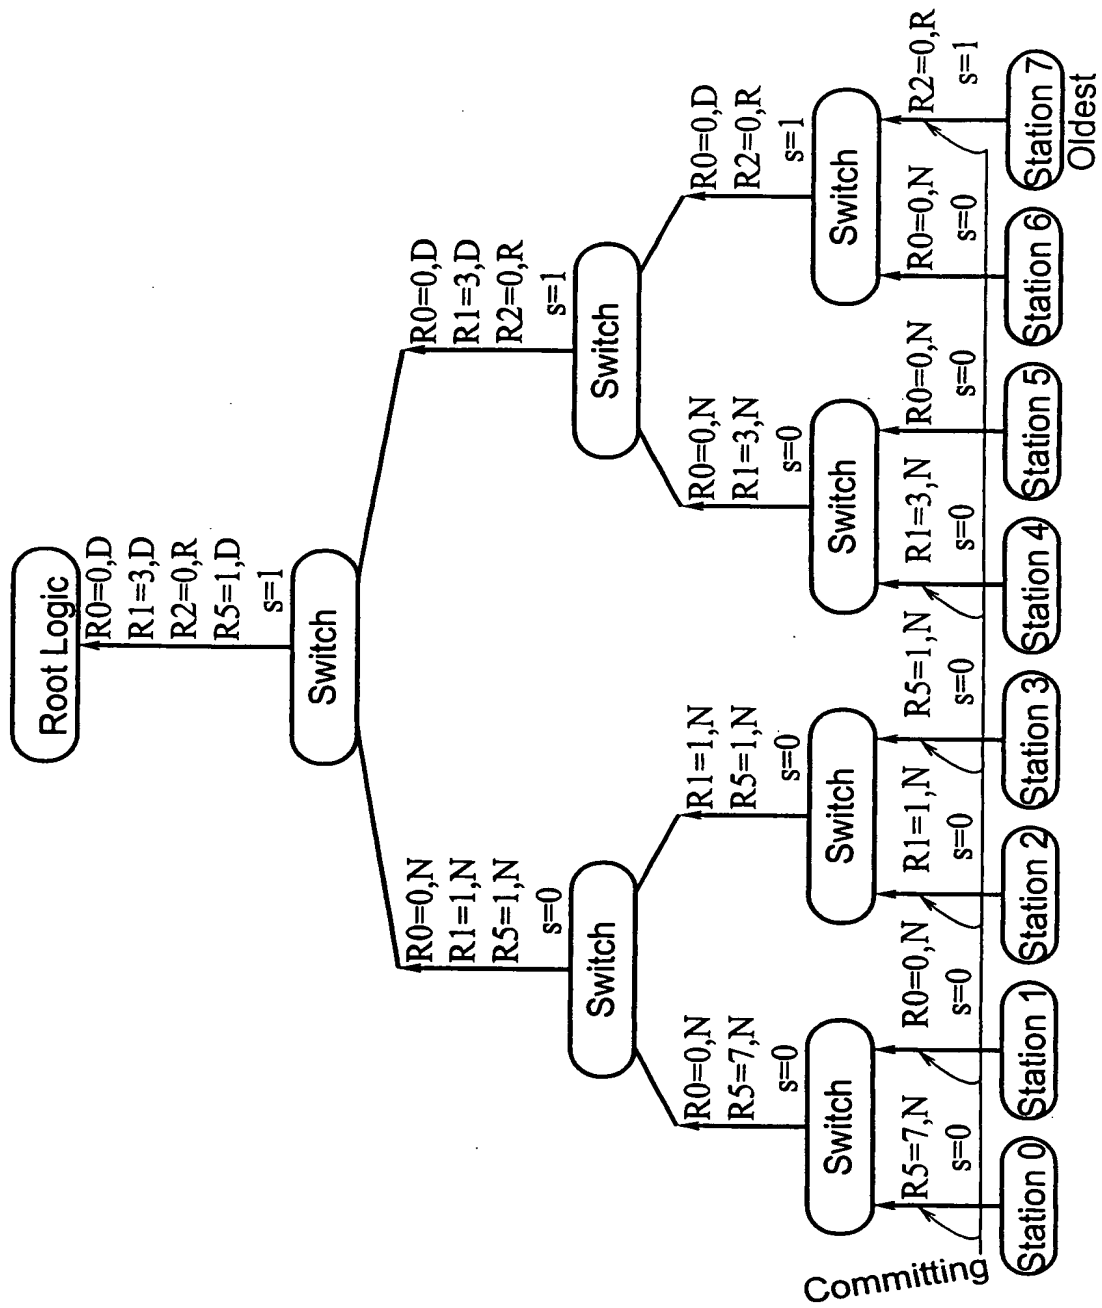 Root Logic
R0=0,D
R1=3,D
R2=0,R
R5=1,D
s=1
Switch
R0=0,N
R1=1,N
R5=1,N
s=0
Switch
R0=0,D
R1=3,D
R2=0,R
s=1
Switch
R0=0,N
R5=7,N
s=0
Switch
R1=1,N
R5=1,N
s=0
Switch
R0=0,N
R1=3,N
s=0
Switch
R0=0,D
R2=0,R
s=1
Switch
R5=7,N
s=0
R0=0,N
s=0
R1=1,N
s=0
R5=1,N
s=0
R1=3,N
s=0
R0=0,N
s=0
R0=0,N
s=0
R2=0,R
s=1
Committing
Station 0
Station 1
Station 2
Station 3
Station 4
Station 5
Station 6
Station 7
Oldest